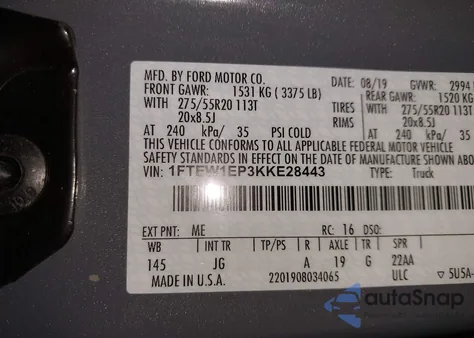 MFD. BY FORD MOTOR CO. DATE: 08/19 GVWR: 2994
FRONT GAWR: 1531 KG ( 3375 LB) REAR GAWR: 1520 KG
WITH 275/55R20 113T TIRES WITH 275/55R20 113T
20x8.5J RIMS 20x8.5J
AT 240 kPa/ 35 PSI COLD AT 240 kPa/ 35
THIS VEHICLE CONFORMS TO ALL APPLICABLE FEDERAL MOTOR VEHICLE
SAFETY STANDARDS IN EFFECT ON THE DATE OF MANUFACTURE SHOWN ABO
VIN: 1FTEW1EP3KKE28443 TYPE: Truck
EXT PNT: ME RC: 16 DSO:
WB INT TR TP/PS R AXLE TR SPR
145 JG A 19 G 22AA
MADE IN U.S.A. 2201908034065 ULC ▽ 5U5A-
autoSnap